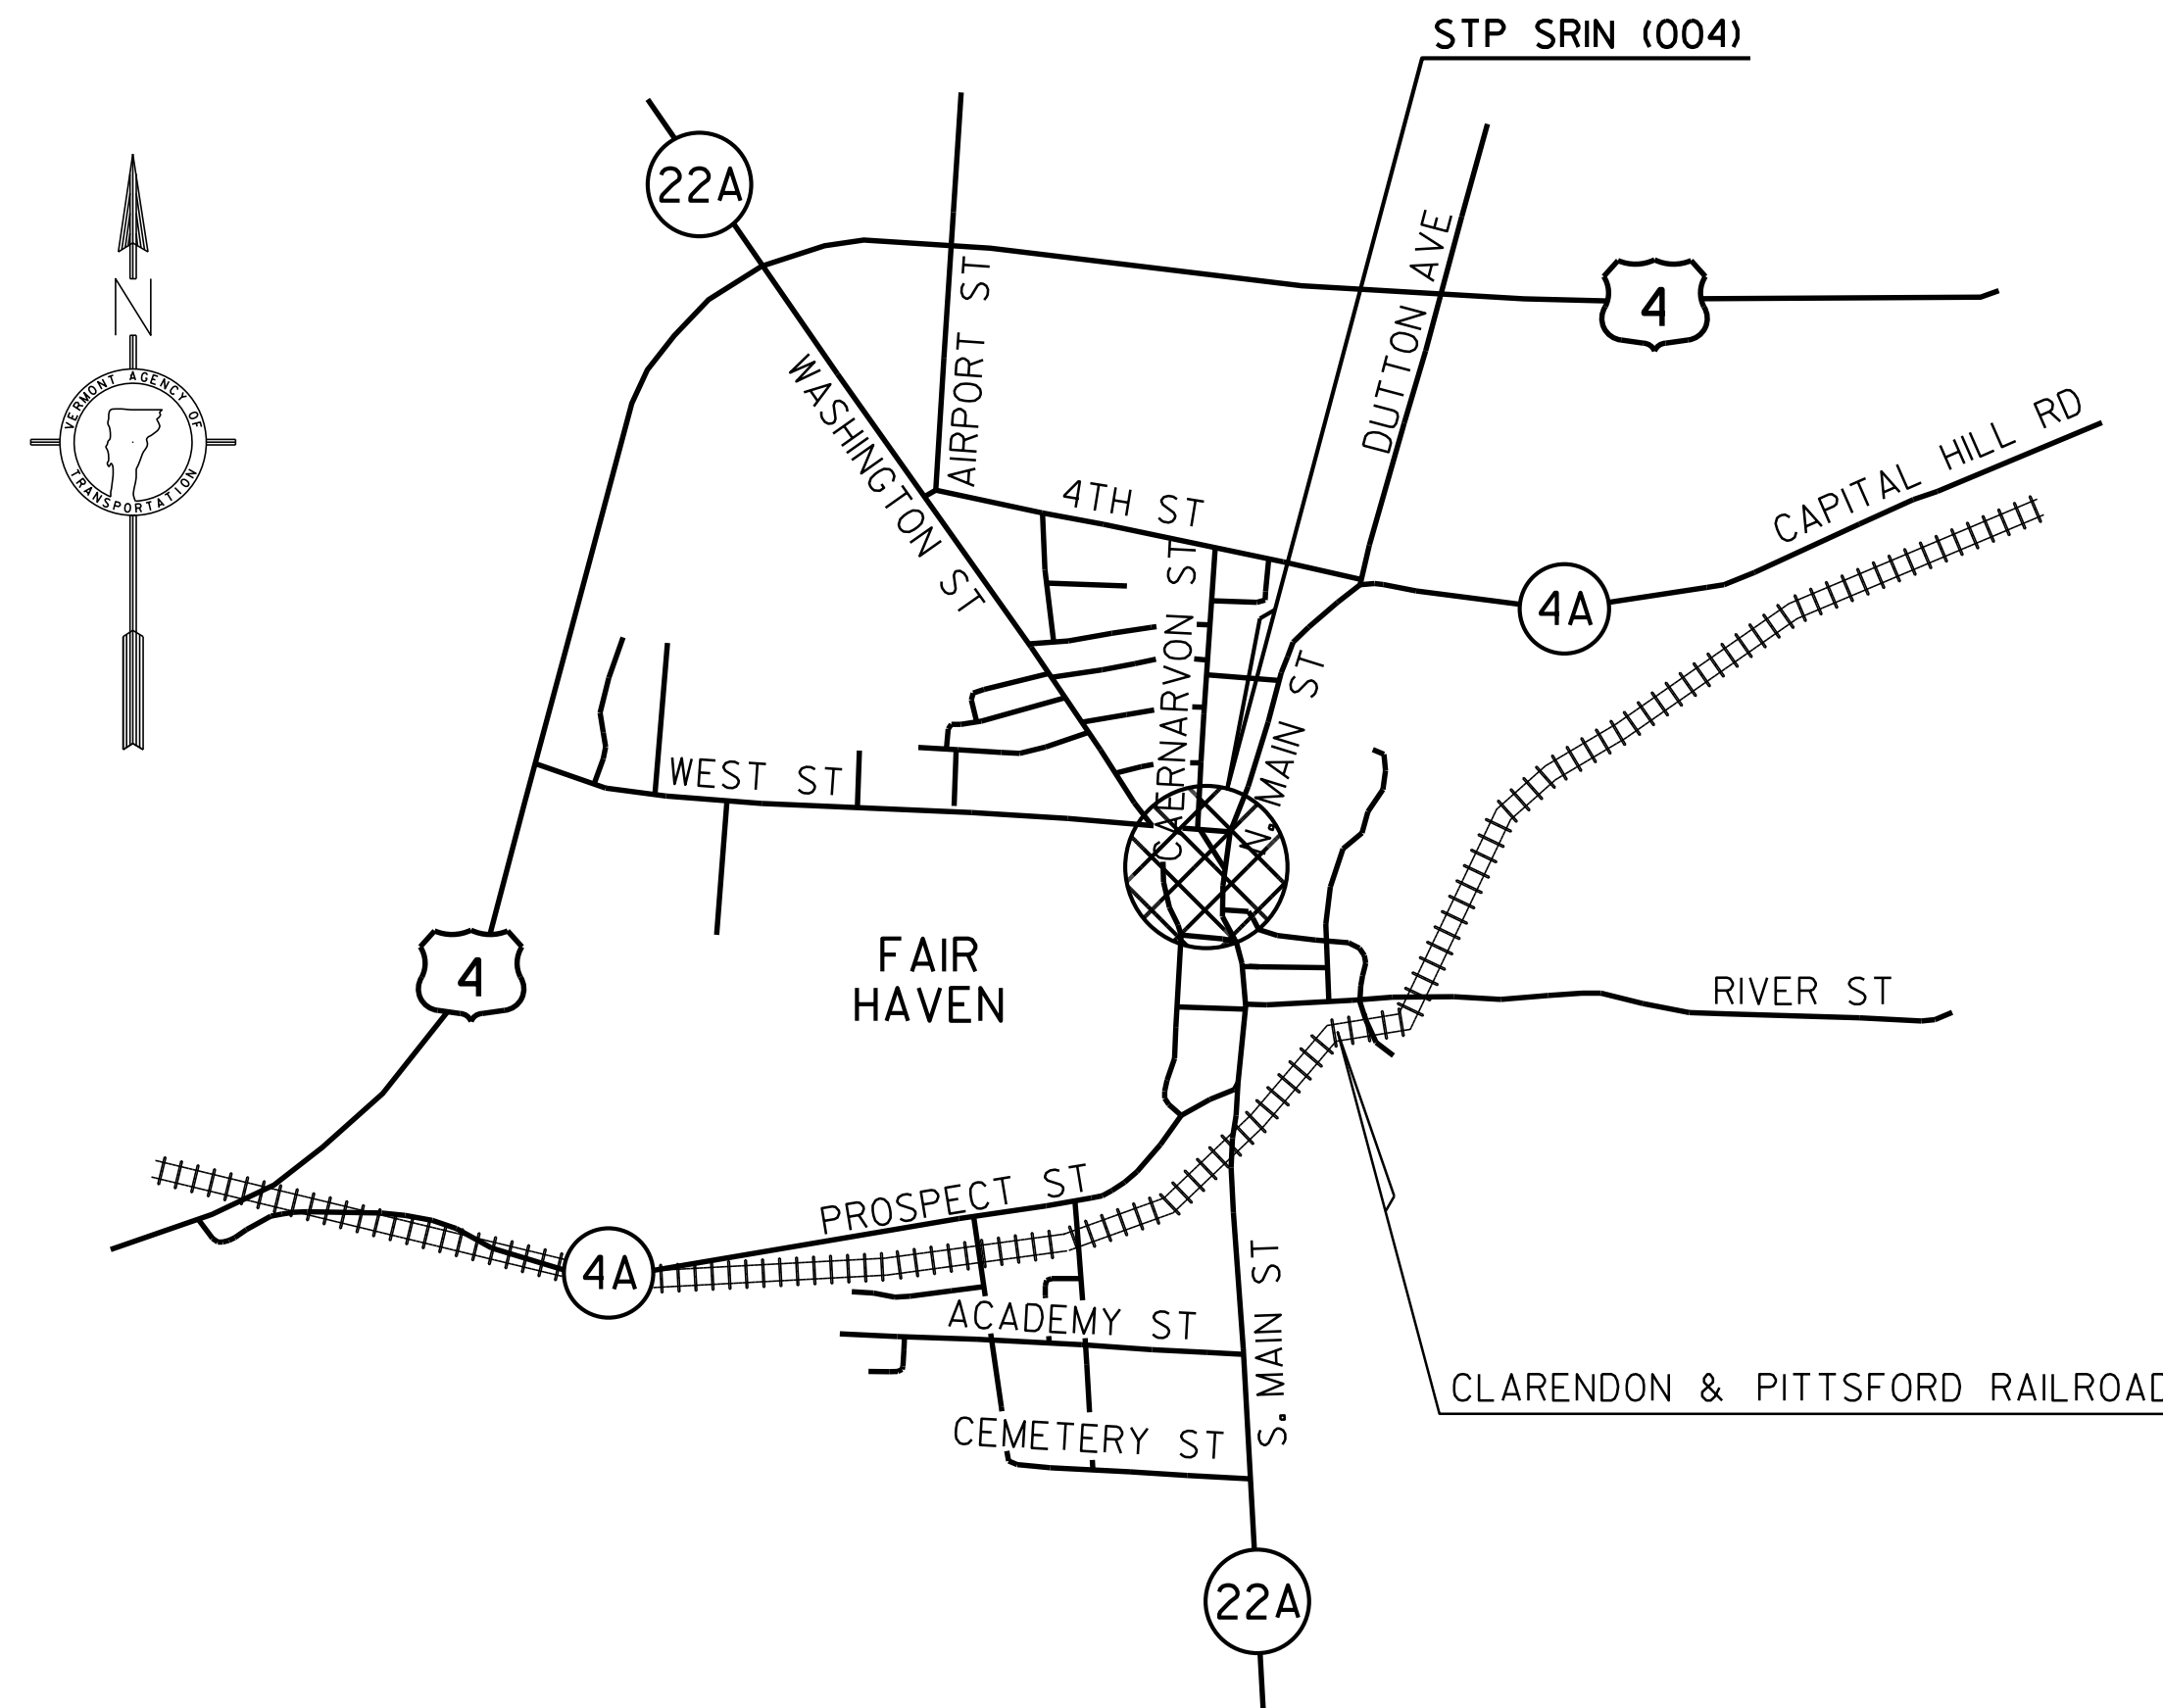 STP SRIN (004)
22A
N
VERMONT AGENCY OF
TRANSPORTATION
AIRPORT ST
DUTTON AVE
4
WASHINGTON ST
4TH ST
CAPITAL HILL RD
4A
CAERNARVON ST
N. MAIN ST
WEST ST
FAIR
HAVEN
4
RIVER ST
PROSPECT ST
4A
ACADEMY ST
S. MAIN ST
CLARENDON & PITTSFORD RAILROAD
CEMETERY ST
22A